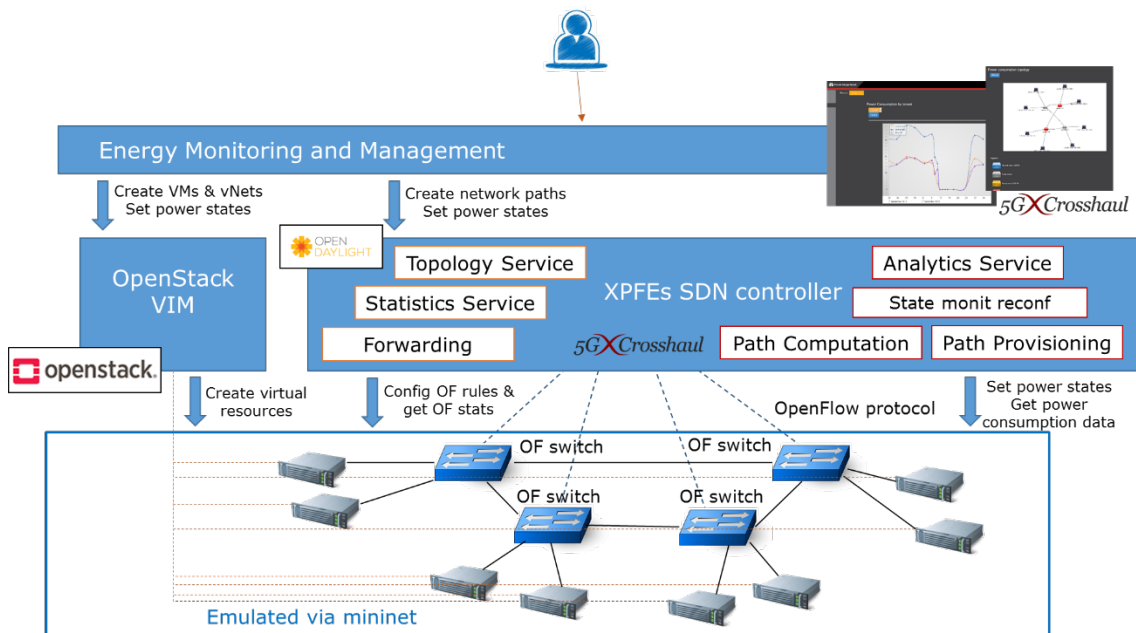 Energy Monitoring and Management
5GXCrosshaul
Create VMs & vNets
Set power states
Create network paths
Set power states
OPEN
DAYLIGHT
OpenStack
VIM
openstack.
Topology Service
Statistics Service
Forwarding
XPFEs SDN controller
5GXCrosshaul
Analytics Service
State monit reconf
Path Computation
Path Provisioning
Create virtual
resources
Config OF rules &
get OF stats
OpenFlow protocol
Set power states
Get power
consumption data
OF switch
OF switch
OF switch
OF switch
Emulated via mininet